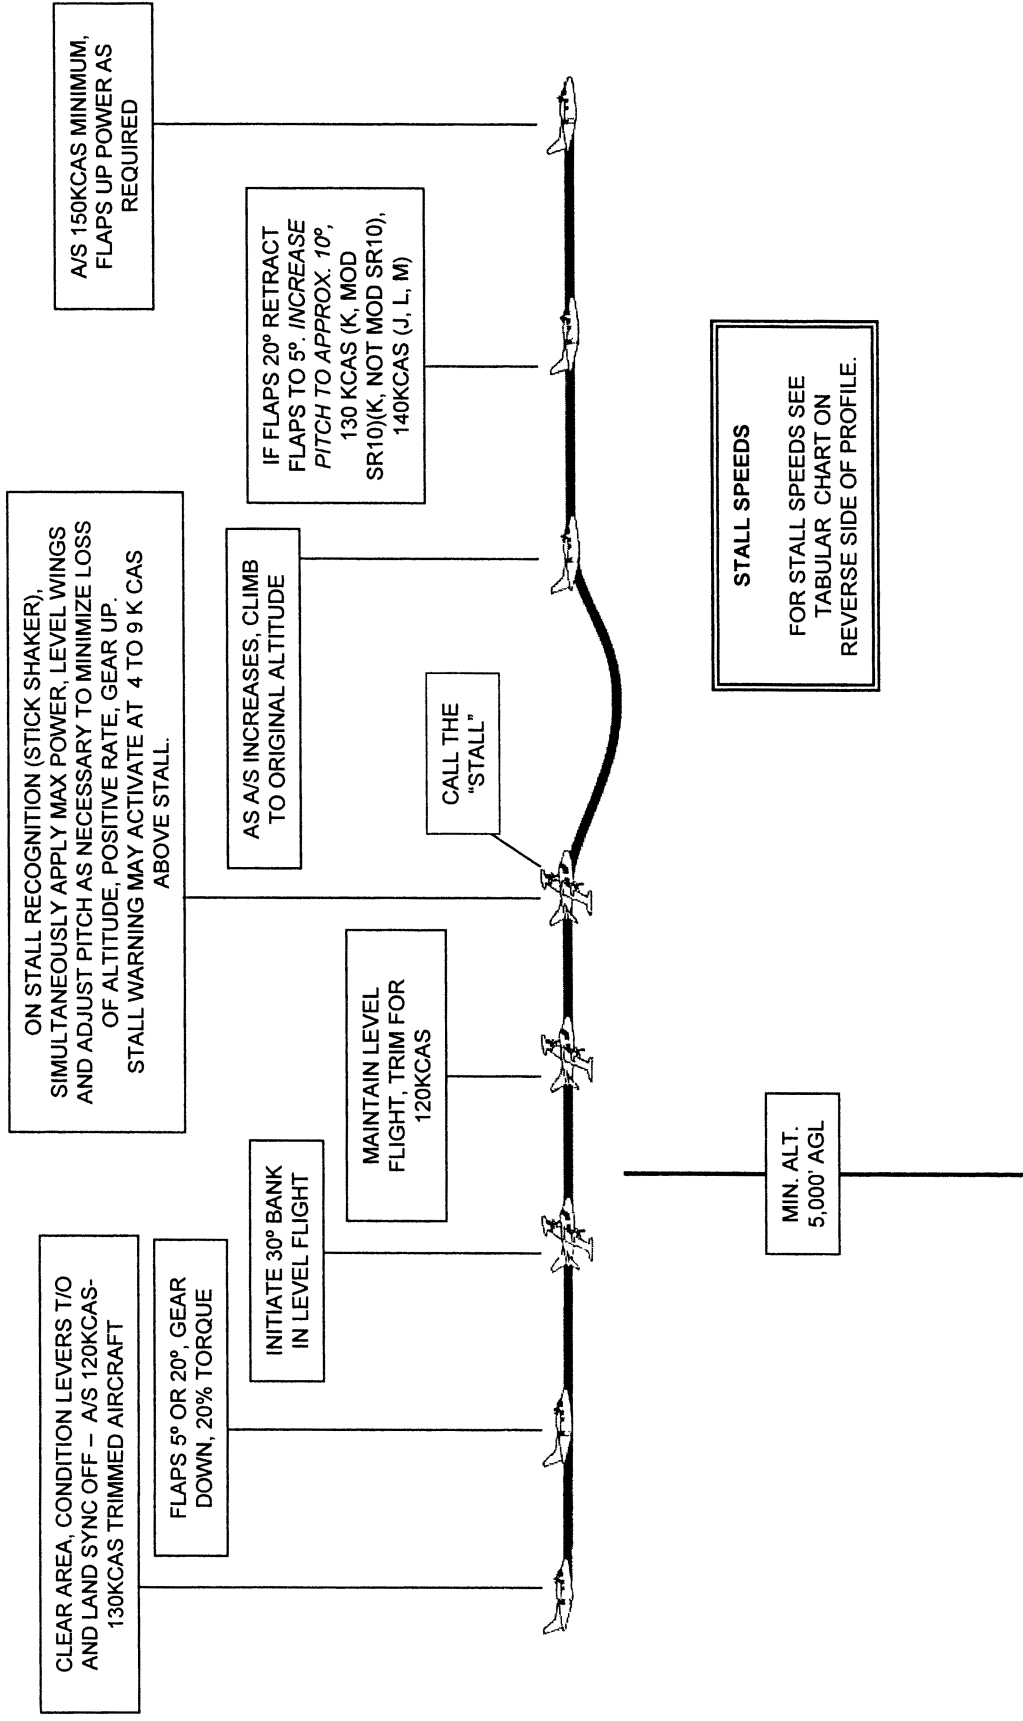 CLEAR AREA, CONDITION LEVERS T/O
AND LAND SYNC OFF – A/S 120KCAS-
130KCAS TRIMMED AIRCRAFT
FLAPS 5º OR 20º, GEAR
DOWN, 20% TORQUE
INITIATE 30º BANK
IN LEVEL FLIGHT
MAINTAIN LEVEL
FLIGHT, TRIM FOR
120KCAS
ON STALL RECOGNITION (STICK SHAKER),
SIMULTANEOUSLY APPLY MAX POWER, LEVEL WINGS
AND ADJUST PITCH AS NECESSARY TO MINIMIZE LOSS
OF ALTITUDE, POSITIVE RATE, GEAR UP.
STALL WARNING MAY ACTIVATE AT 4 TO 9 K CAS
ABOVE STALL.
CALL THE
“STALL”
AS A/S INCREASES, CLIMB
TO ORIGINAL ALTITUDE
IF FLAPS 20º RETRACT
FLAPS TO 5º. INCREASE
PITCH TO APPROX. 10º,
130 KCAS (K, MOD
SR10)(K, NOT MOD SR10),
140KCAS (J, L, M)
A/S 150KCAS MINIMUM,
FLAPS UP POWER AS
REQUIRED
MIN. ALT.
5,000' AGL
STALL SPEEDS
FOR STALL SPEEDS SEE
TABULAR CHART ON
REVERSE SIDE OF PROFILE.